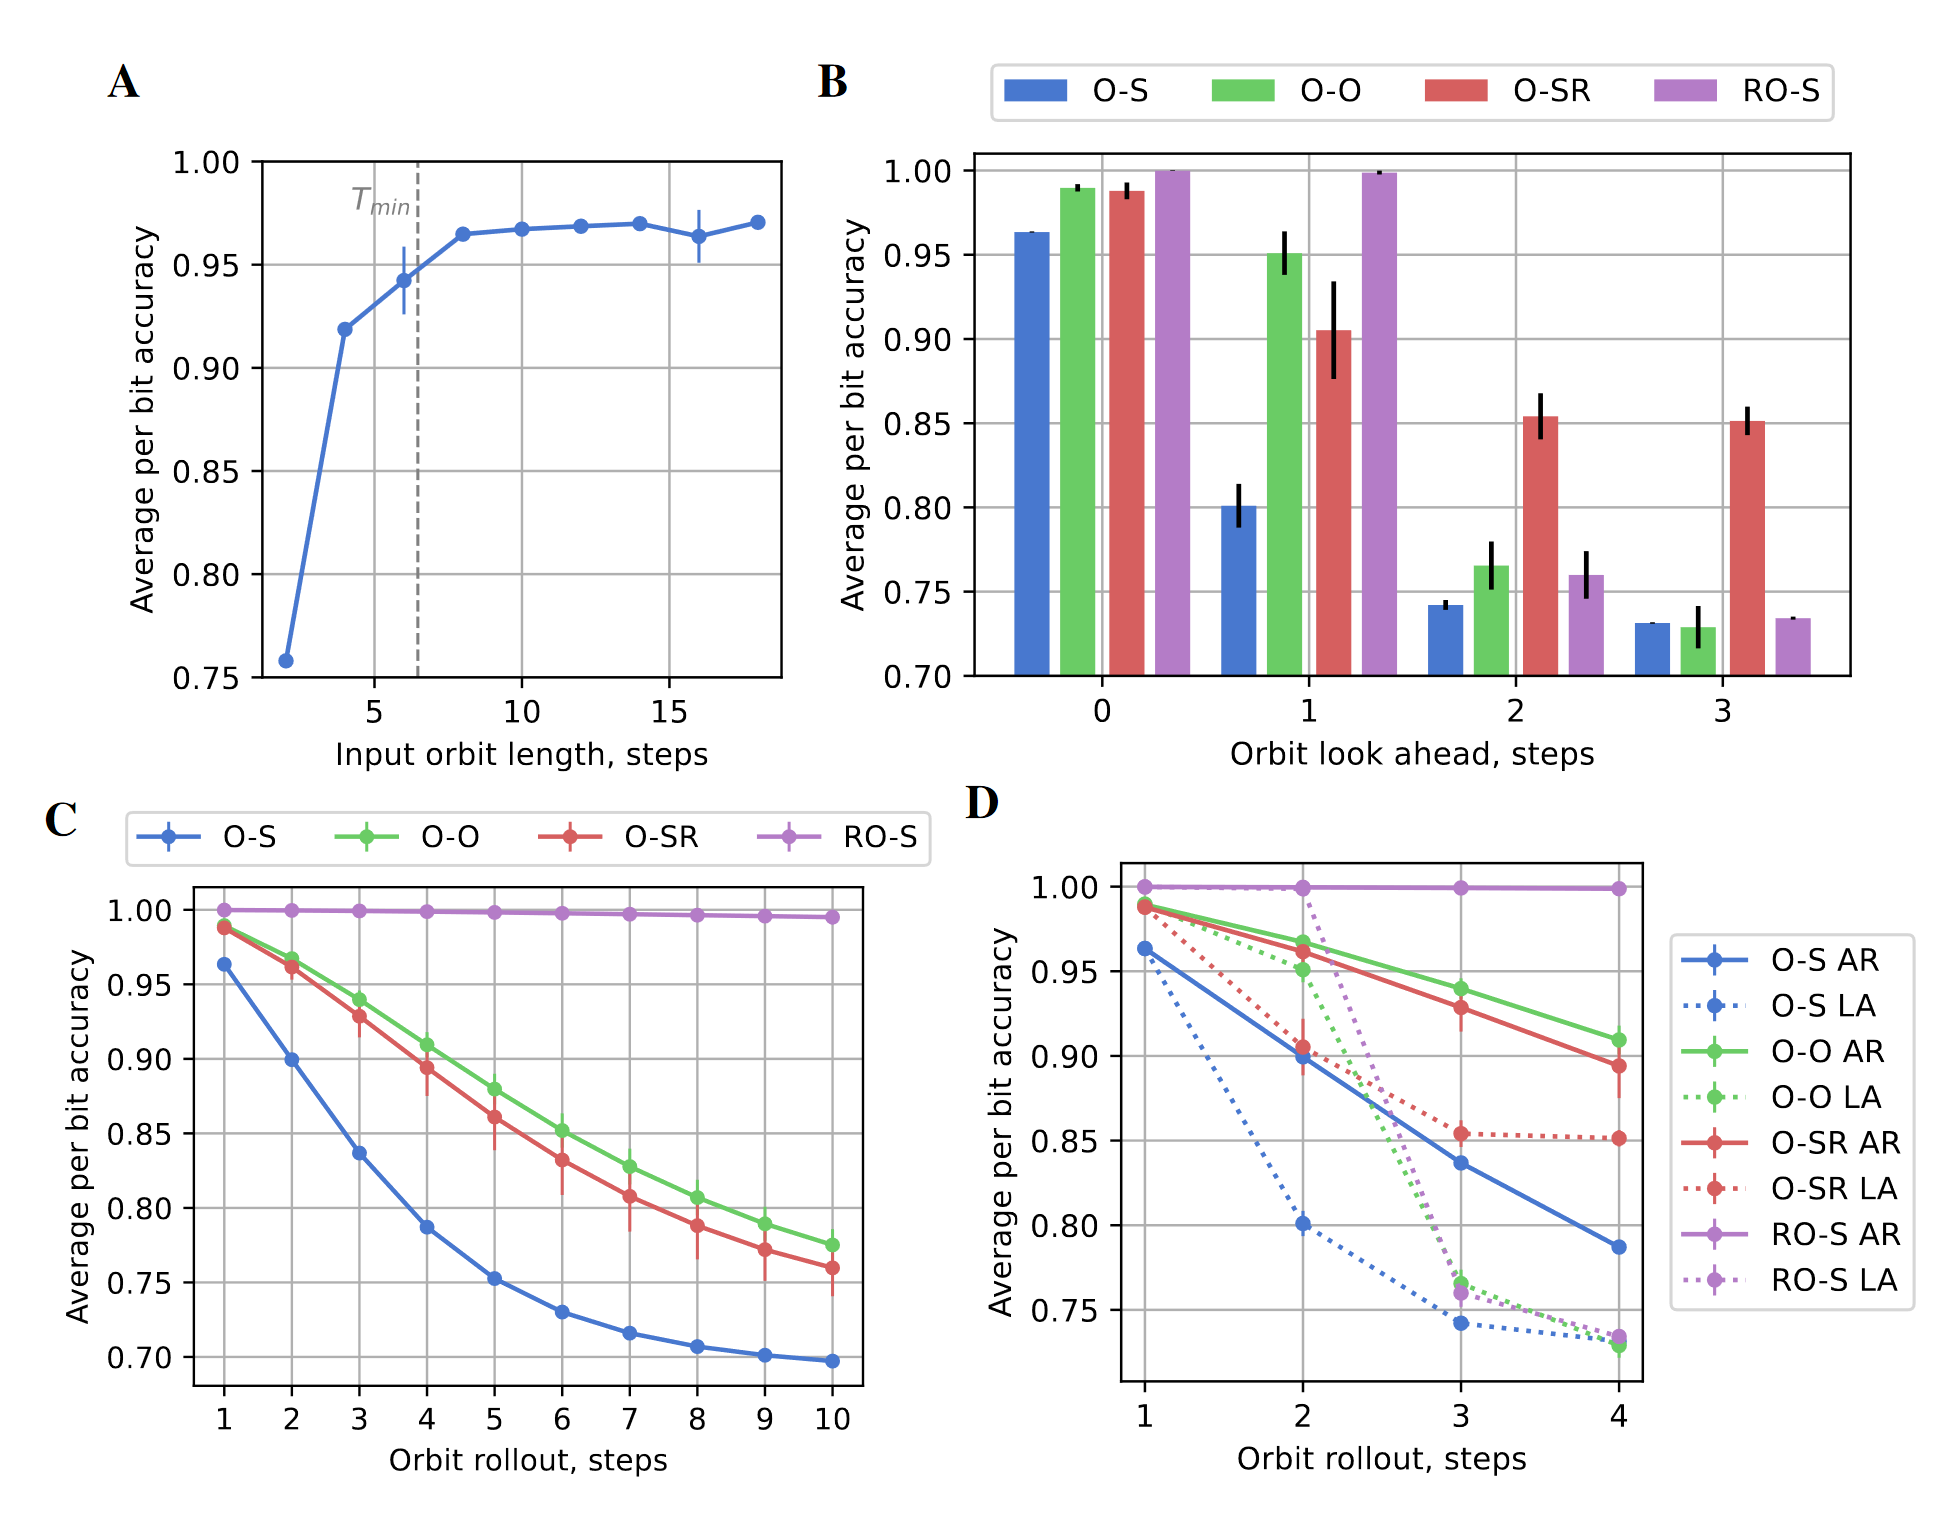 A
1.00
0.95
0.90
0.85
0.80
0.75
T_min
5 10 15
Average per bit accuracy
Input orbit length, steps
B
O-S O-O O-SR RO-S
1.00
0.95
0.90
0.85
0.80
0.75
0.70
0 1 2 3
Average per bit accuracy
Orbit look ahead, steps
C
O-S O-O O-SR RO-S
1.00
0.95
0.90
0.85
0.80
0.75
0.70
1 2 3 4 5 6 7 8 9 10
Average per bit accuracy
Orbit rollout, steps
D
1.00
0.95
0.90
0.85
0.80
0.75
1 2 3 4
Average per bit accuracy
Orbit rollout, steps
O-S AR
O-S LA
O-O AR
O-O LA
O-SR AR
O-SR LA
RO-S AR
RO-S LA